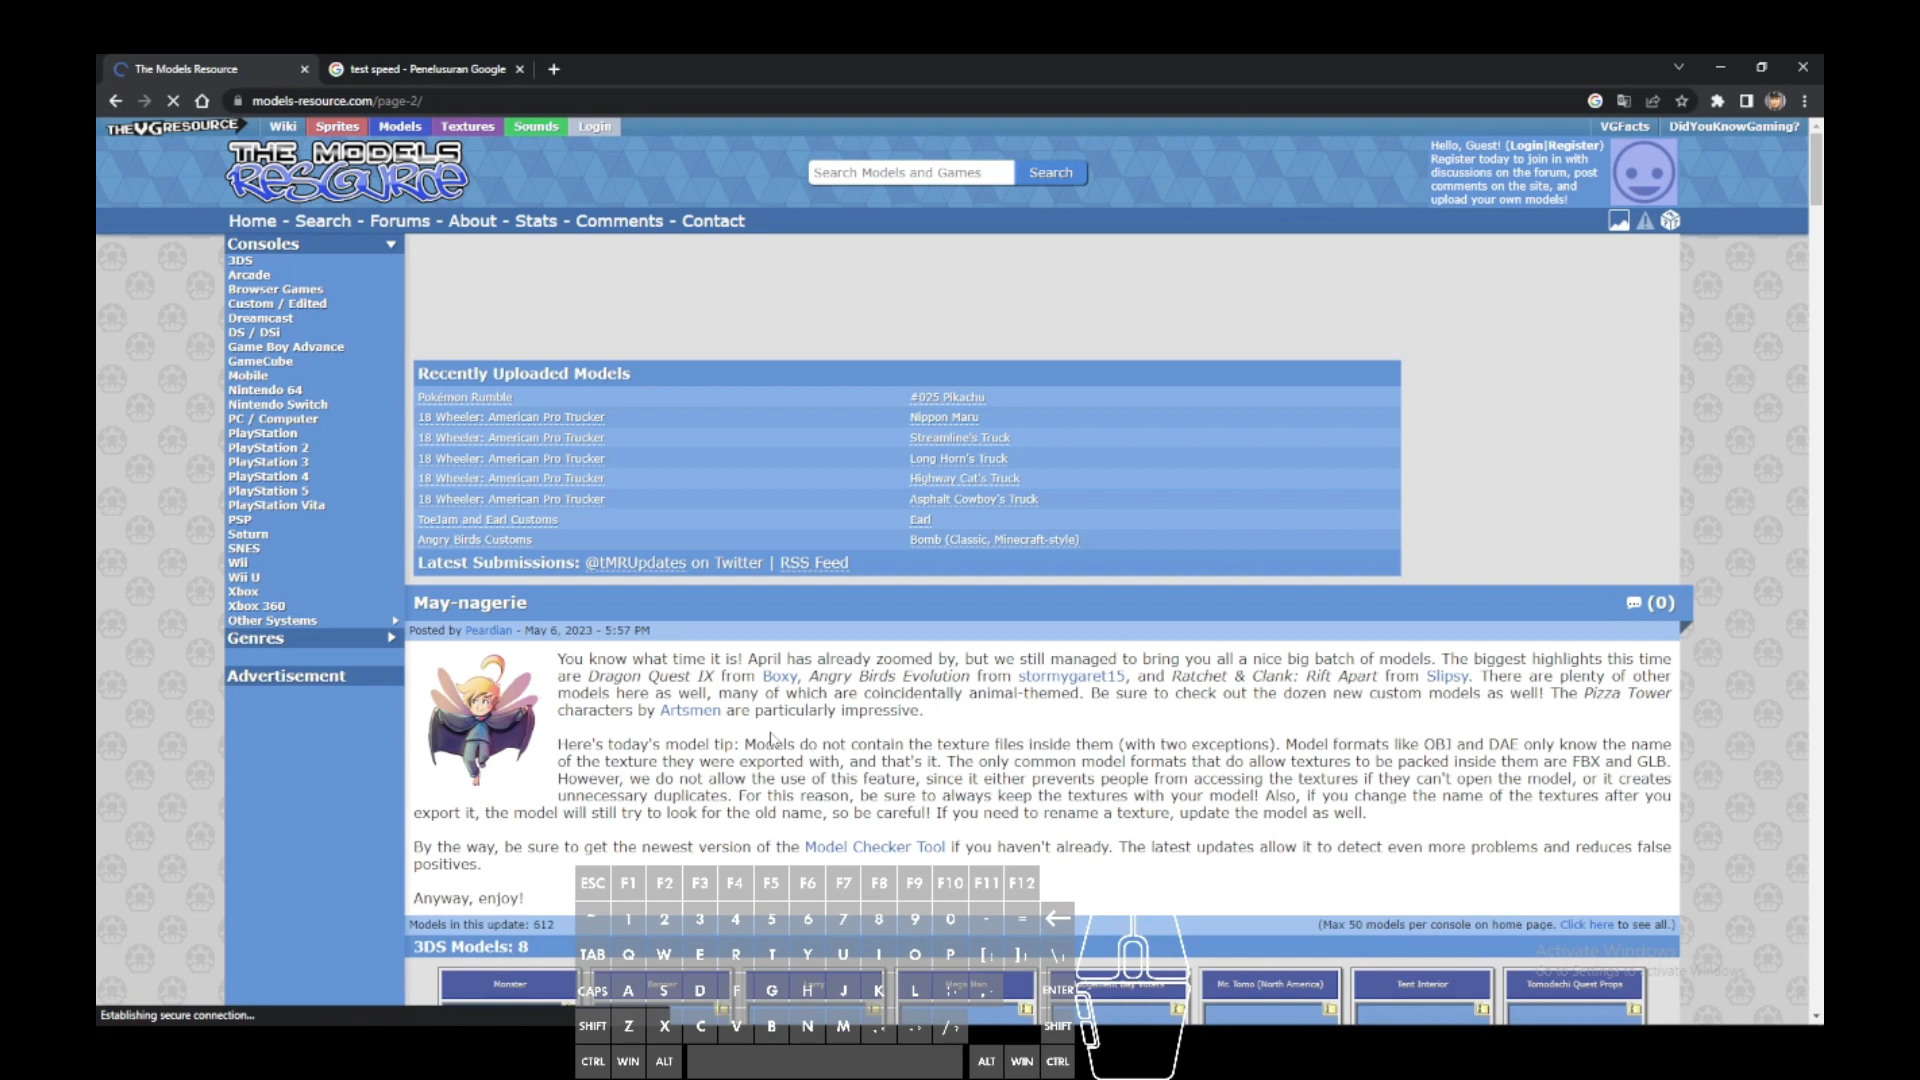 The Models Resource
test speed - Penelusuran Google
models-resource.com/page-2/
THE VG RESOURCE Wiki Sprites Models Textures Sounds Login VGFacts DidYouKnowGaming?
THE MODELS RESOURCE
Search Models and Games Search
Hello, Guest! (Login|Register)
Register today to join in with
discussions on the forum, post
comments on the site, and
upload your own models!
Home - Search - Forums - About - Stats - Comments - Contact
Consoles
3DS
Arcade
Browser Games
Custom / Edited
Dreamcast
DS / DSi
Game Boy Advance
GameCube
Mobile
Nintendo 64
Nintendo Switch
PC / Computer
PlayStation
PlayStation 2
PlayStation 3
PlayStation 4
PlayStation 5
PlayStation Vita
PSP
Saturn
SNES
Wii
Wii U
Xbox
Xbox 360
Other Systems
Genres
Advertisement
Recently Uploaded Models
Pokémon Rumble #025 Pikachu
18 Wheeler: American Pro Trucker Nippon Maru
18 Wheeler: American Pro Trucker Streamline's Truck
18 Wheeler: American Pro Trucker Long Horn's Truck
18 Wheeler: American Pro Trucker Highway Cat's Truck
18 Wheeler: American Pro Trucker Asphalt Cowboy's Truck
ToeJam and Earl Customs Earl
Angry Birds Customs Bomb (Classic, Minecraft-style)
Latest Submissions: @tMRUpdates on Twitter | RSS Feed
May-nagerie (0)
Posted by Peardian - May 6, 2023 - 5:57 PM
You know what time it is! April has already zoomed by, but we still managed to bring you all a nice big batch of models. The biggest highlights this time
are Dragon Quest IX from Boxy, Angry Birds Evolution from stormygaret15, and Ratchet & Clank: Rift Apart from Slipsy. There are plenty of other
models here as well, many of which are coincidentally animal-themed. Be sure to check out the dozen new custom models as well! The Pizza Tower
characters by Artsmen are particularly impressive.
Here's today's model tip: Models do not contain the texture files inside them (with two exceptions). Model formats like OBJ and DAE only know the name
of the texture they were exported with, and that's it. The only common model formats that do allow textures to be packed inside them are FBX and GLB.
However, we do not allow the use of this feature, since it either prevents people from accessing the textures if they can't open the model, or it creates
unnecessary duplicates. For this reason, be sure to always keep the textures with your model! Also, if you change the name of the textures after you
export it, the model will still try to look for the old name, so be careful! If you need to rename a texture, update the model as well.
By the way, be sure to get the newest version of the Model Checker Tool if you haven't already. The latest updates allow it to detect even more problems and reduces false
positives.
Anyway, enjoy!
Models in this update: 612 (Max 50 models per console on home page. Click here to see all.)
3DS Models: 8
Monster Mega Man Mr. Tomo (North America) Tent Interior Tomodachi Quest Props
Activate Windows
Go to Settings to activate Windows.
Establishing secure connection...
ESC F1 F2 F3 F4 F5 F6 F7 F8 F9 F10 F11 F12
~ 1 2 3 4 5 6 7 8 9 0 - = ←
TAB Q W E R T Y U I O P [ ] \
CAPS A S D F G H J K L ; ENTER
SHIFT Z X C V B N M , . / SHIFT
CTRL WIN ALT ALT WIN CTRL